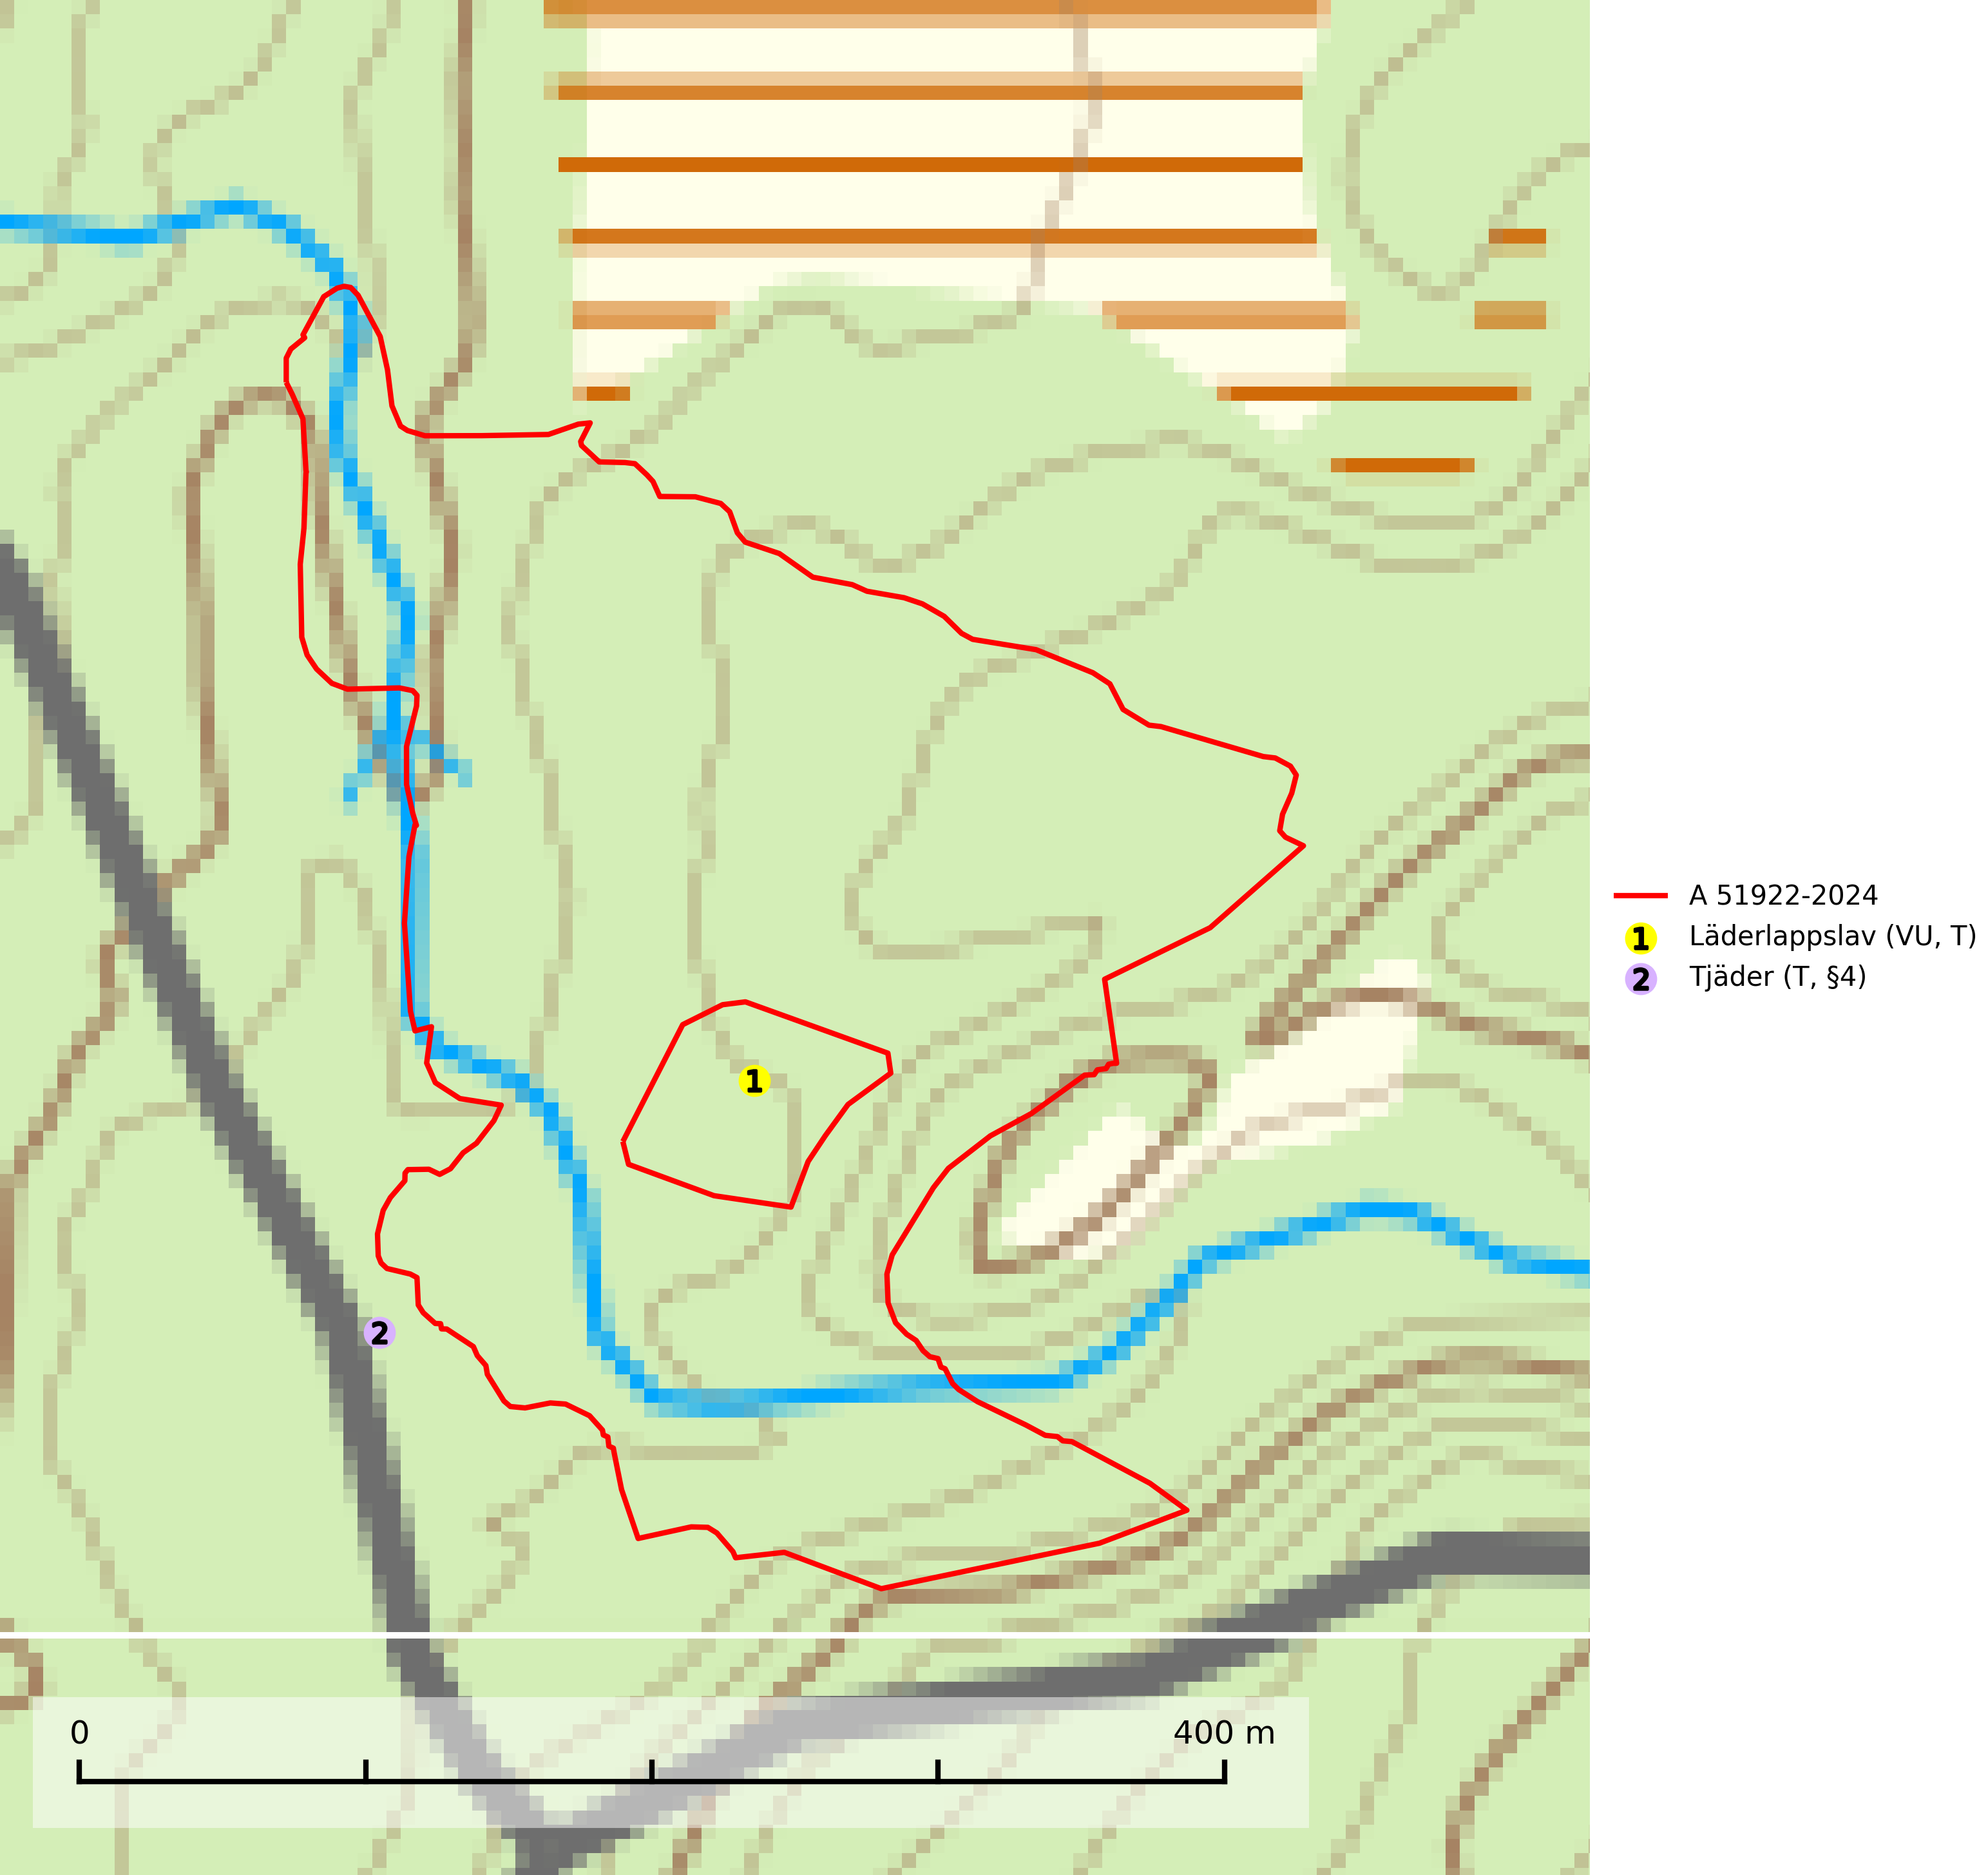 A 51922-2024
1 Läderlappslav (VU, T)
2 Tjäder (T, §4)
1
2
0 400 m